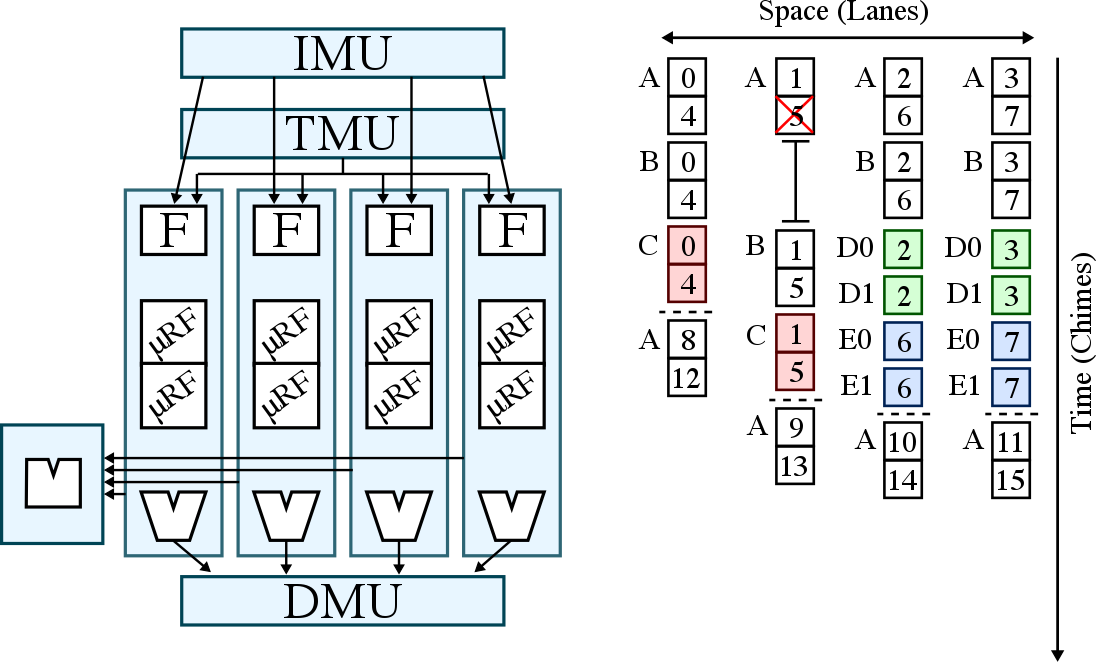 IMU
TMU
F F F F
μRF μRF μRF μRF
μRF μRF μRF μRF
DMU
Space (Lanes)
A 0 A 1 A 2 A 3
4 5 6 7
B 0 B 2 B 3
4 6 7
C 0 B 1 D0 2 D0 3
4 5 D1 2 D1 3
A 8 C 1 E0 6 E0 7
12 5 E1 6 E1 7
A 9 A 10 A 11
13 14 15
Time (Chimes)